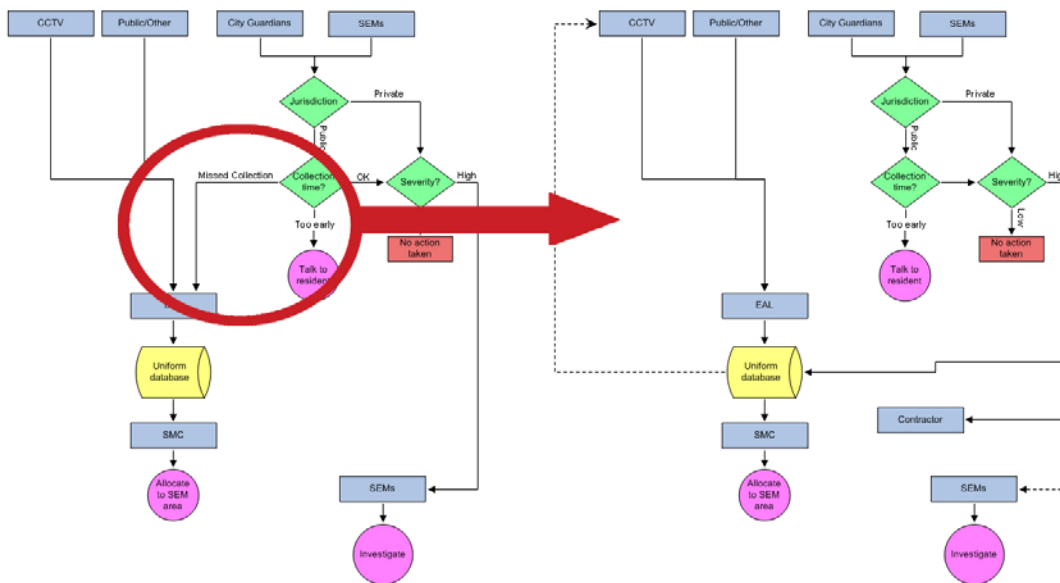 CCTV
Public/Other
City Guardians
SEMs
Jurisdiction
Private
Public
Missed Collection
Collection
time?
OK
Severity?
High
Too early
No action
taken
Talk to
resident
Uniform
database
SMC
Allocate
to SEM
area
SEMs
Investigate
CCTV
Public/Other
City Guardians
SEMs
Jurisdiction
Private
Public
Collection
time?
Severity?
Too early
Low
No action
taken
Talk to
resident
EAL
Uniform
database
Contractor
SMC
Allocate
to SEM
area
SEMs
Investigate